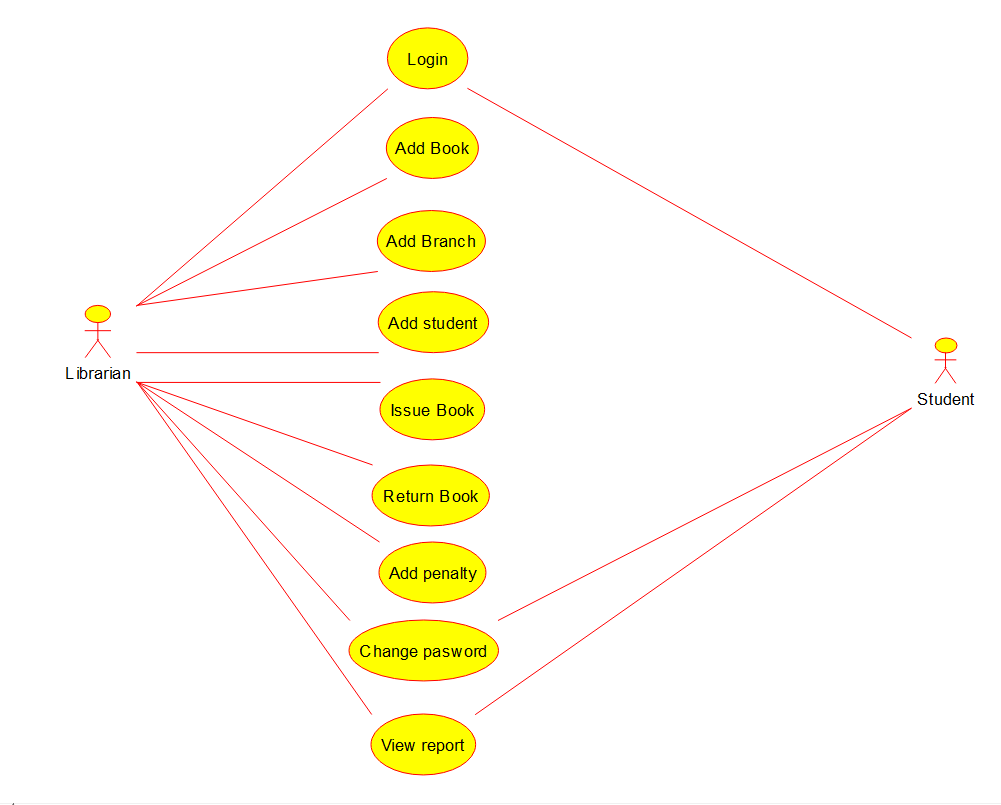 Login
Add Book
Add Branch
Add student
Librarian
Student
Issue Book
Return Book
Add penalty
Change pasword
View report